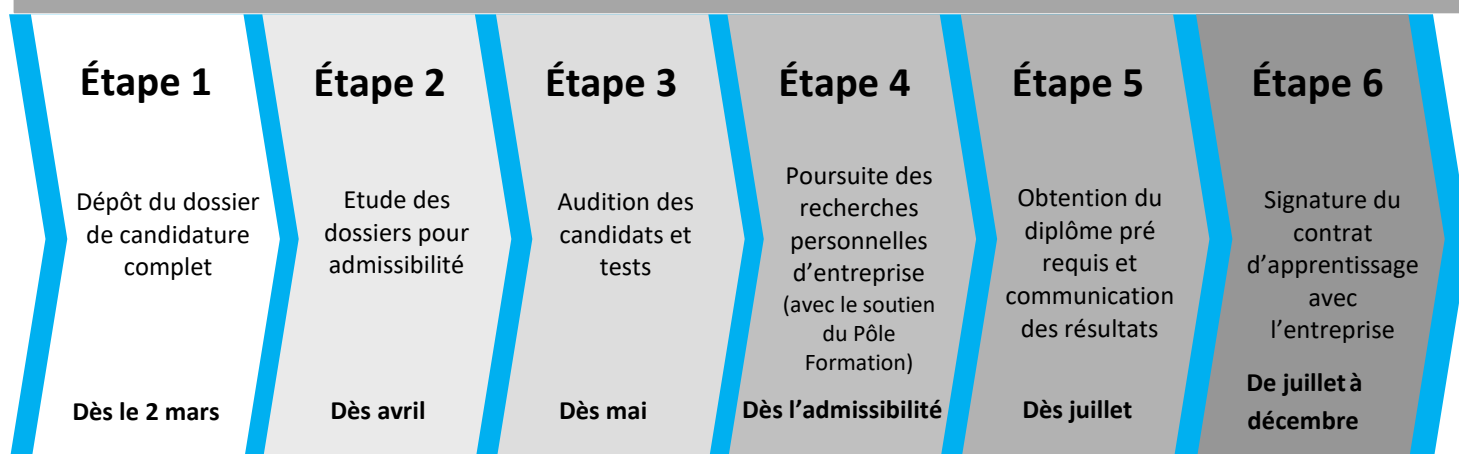 Étape 1
Dépôt du dossier
de candidature
complet
Dès le 2 mars
Étape 2
Etude des
dossiers pour
admissibilité
Dès avril
Étape 3
Audition des
candidats et
tests
Dès mai
Étape 4
Poursuite des
recherches
personnelles
d’entreprise
(avec le soutien
du Pôle
Formation)
Dès l’admissibilité
Étape 5
Obtention du
diplôme pré
requis et
communication
des résultats
Dès juillet
Étape 6
Signature du
contrat
d’apprentissage
avec
l’entreprise
De juillet à
décembre